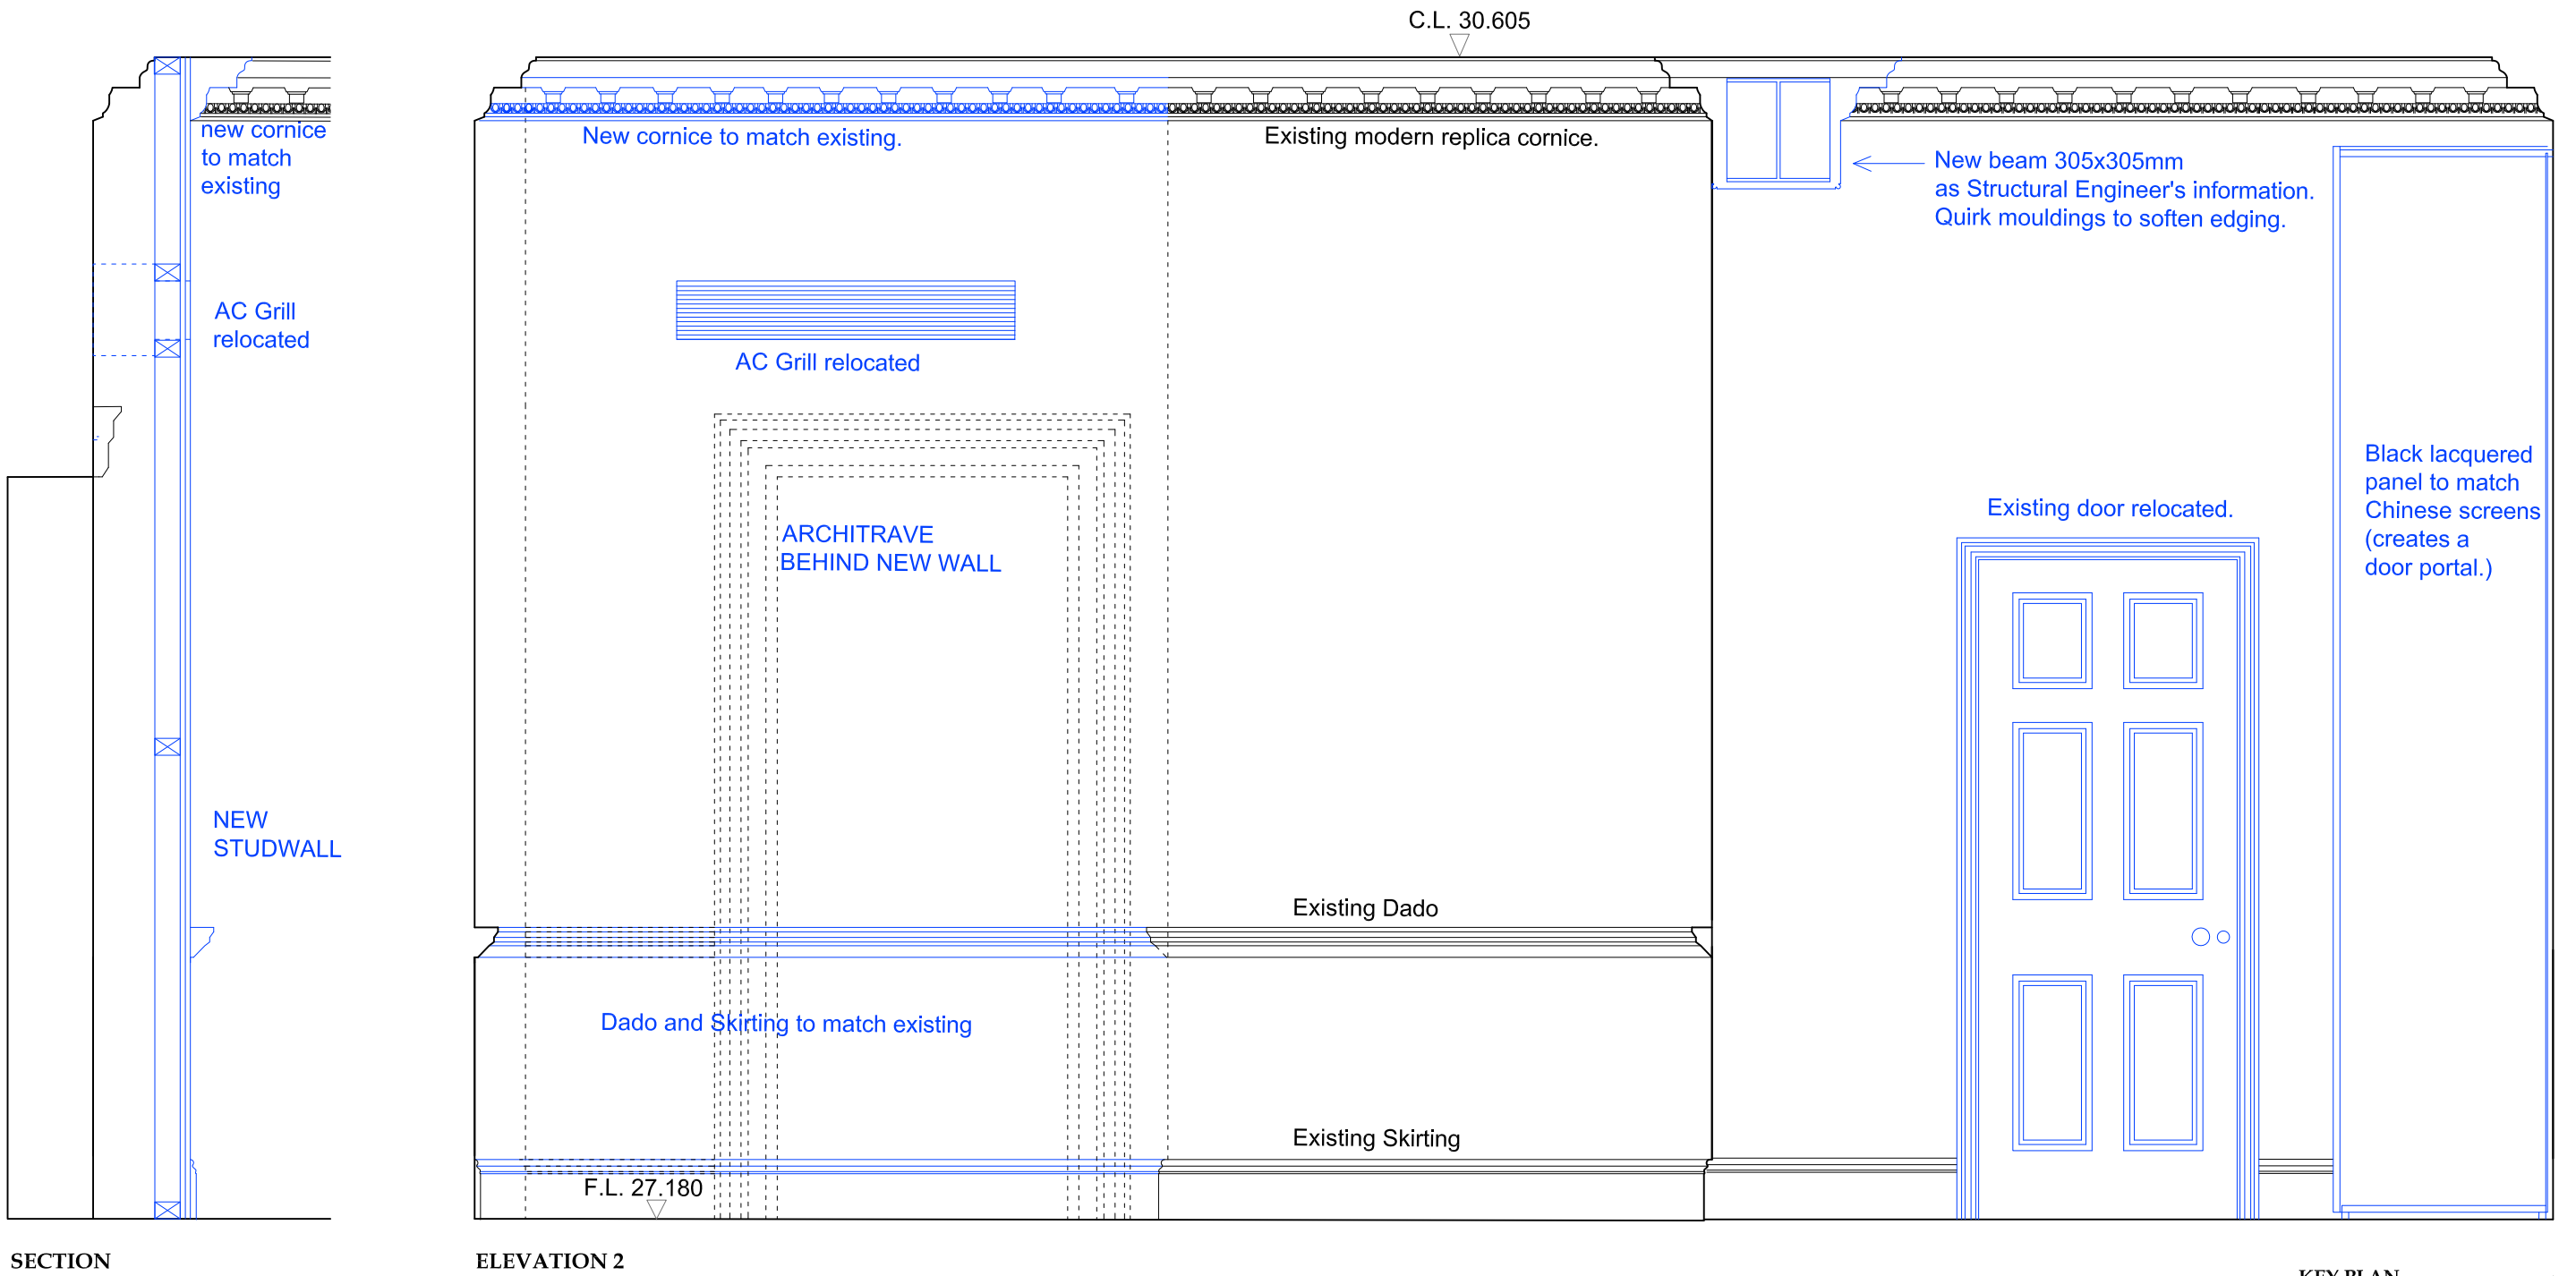 C.L. 30.605
new cornice
to match
existing
New cornice to match existing.
Existing modern replica cornice.
New beam 305x305mm
as Structural Engineer's information.
Quirk mouldings to soften edging.
AC Grill
relocated
AC Grill relocated
ARCHITRAVE
BEHIND NEW WALL
Existing door relocated.
Black lacquered
panel to match
Chinese screens
(creates a
door portal.)
NEW
STUDWALL
Existing Dado
Dado and Skirting to match existing
Existing Skirting
F.L. 27.180
SECTION
ELEVATION 2
KEY PLAN